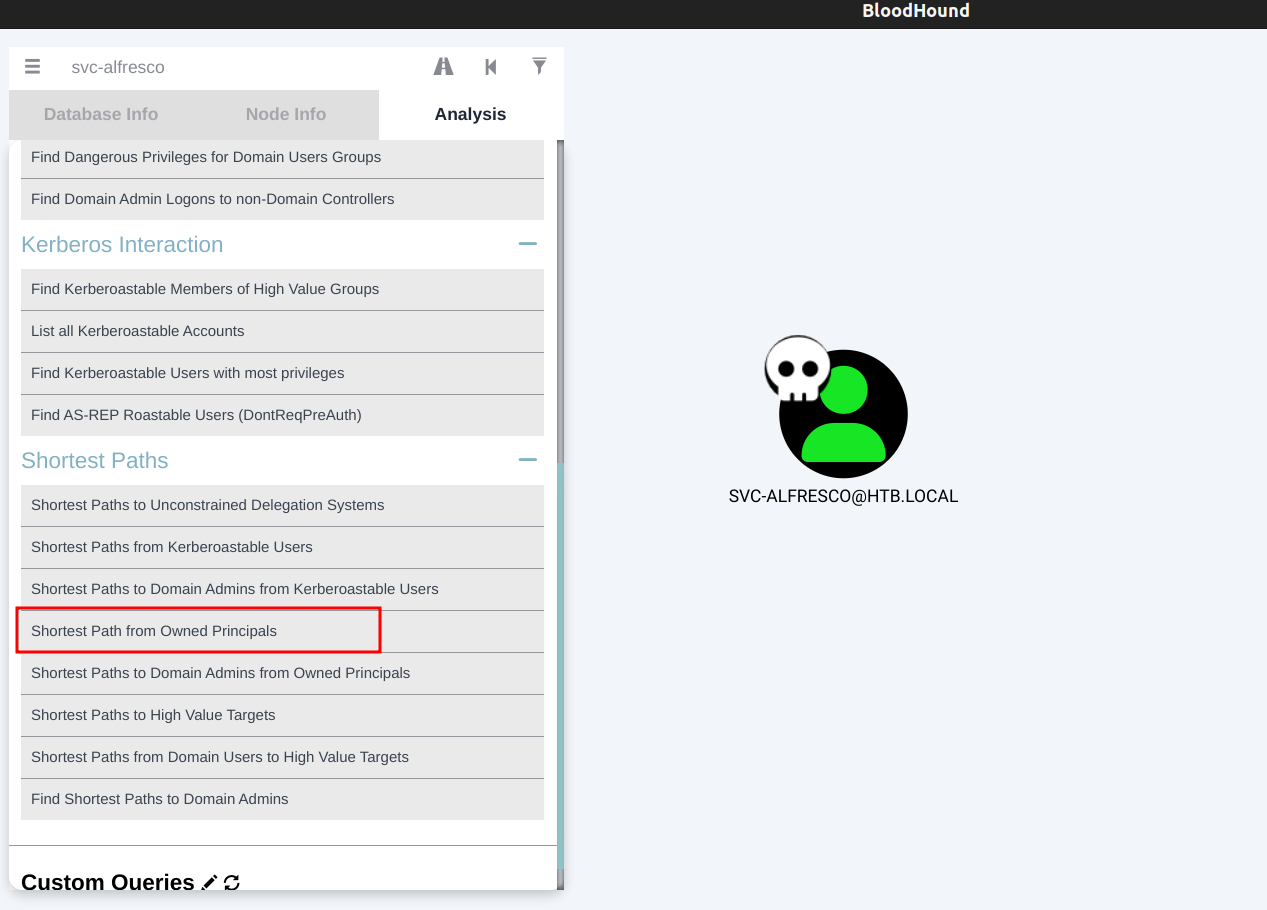 BloodHound
svc-alfresco
Database Info
Node Info
Analysis
Find Dangerous Privileges for Domain Users Groups
Find Domain Admin Logons to non-Domain Controllers
Kerberos Interaction
Find Kerberoastable Members of High Value Groups
List all Kerberoastable Accounts
Find Kerberoastable Users with most privileges
Find AS-REP Roastable Users (DontReqPreAuth)
Shortest Paths
Shortest Paths to Unconstrained Delegation Systems
Shortest Paths from Kerberoastable Users
Shortest Paths to Domain Admins from Kerberoastable Users
Shortest Path from Owned Principals
Shortest Paths to Domain Admins from Owned Principals
Shortest Paths to High Value Targets
Shortest Paths from Domain Users to High Value Targets
Find Shortest Paths to Domain Admins
Custom Queries
SVC-ALFRESCO@HTB.LOCAL